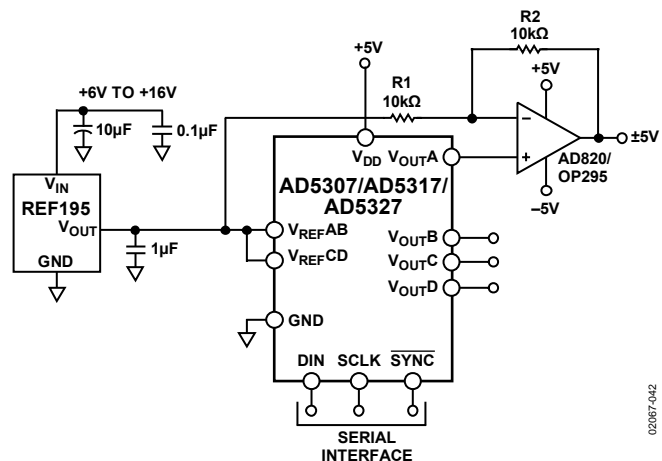 R2
10kΩ
+5V
R1
10kΩ
+5V
+6V TO +16V
10µF
0.1µF
–
+
±5V
AD820/
OP295
–5V
VDD
VOUTA
VIN
REF195
VOUT
GND
1µF
AD5307/AD5317/
AD5327
VREFAB
VREFCD
VOUTB
VOUTC
VOUTD
GND
DIN
SCLK
SYNC
SERIAL
INTERFACE
02067-042